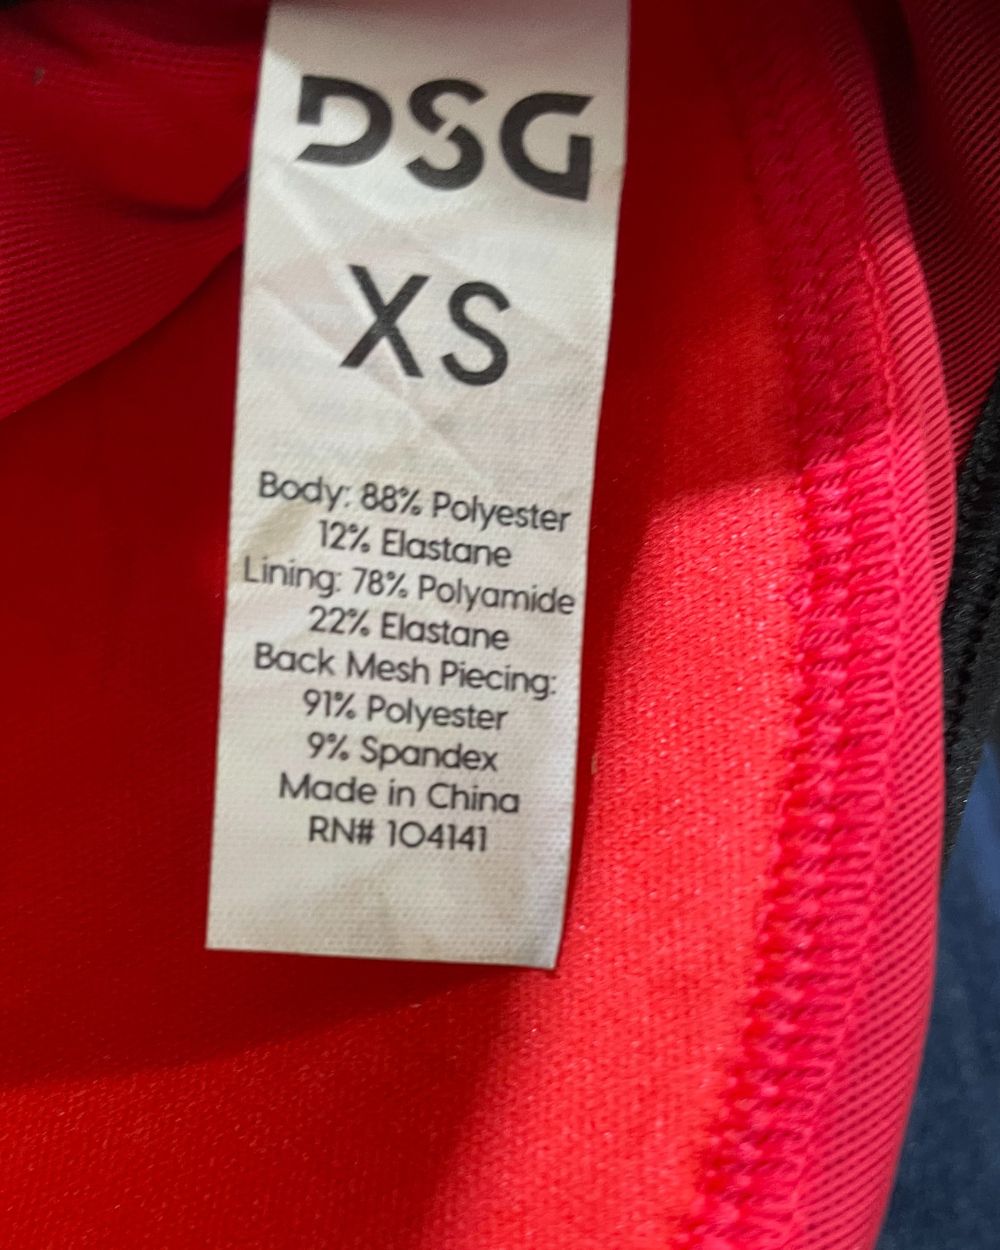 DSG
XS
Body: 88% Polyester
12% Elastane
Lining: 78% Polyamide
22% Elastane
Back Mesh Piecing:
91% Polyester
9% Spandex
Made in China
RN# 104141